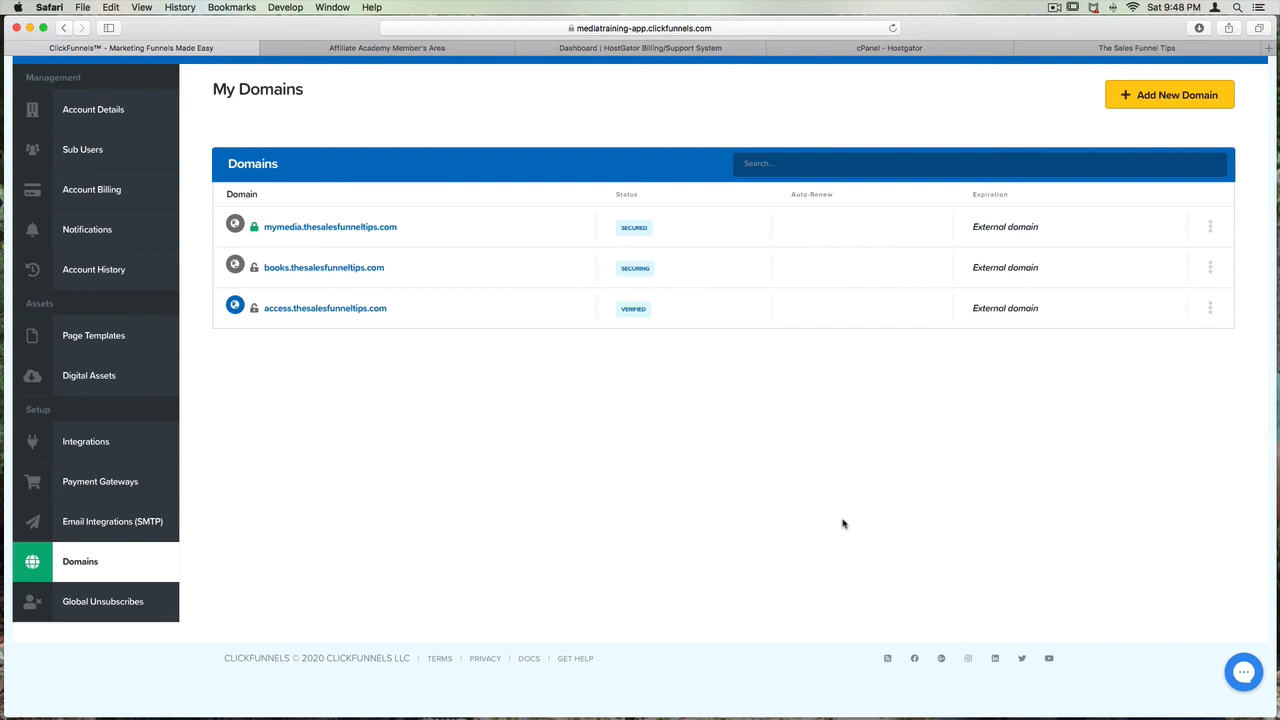 Safari File Edit View History Bookmarks Develop Window Help
Sat 9:48 PM
mediatraining-app.clickfunnels.com
ClickFunnels™ - Marketing Funnels Made Easy
Affiliate Academy Member's Area
Dashboard | HostGator Billing/Support System
cPanel - Hostgator
The Sales Funnel Tips
Management
Account Details
Sub Users
Account Billing
Notifications
Account History
Assets
Page Templates
Digital Assets
Setup
Integrations
Payment Gateways
Email Integrations (SMTP)
Domains
Global Unsubscribes
My Domains
+ Add New Domain
Domains
Search...
Domain Status Auto-Renew Expiration
mymedia.thesalesfunneltips.com SECURED External domain
books.thesalesfunneltips.com SECURING External domain
access.thesalesfunneltips.com VERIFIED External domain
CLICKFUNNELS © 2020 CLICKFUNNELS LLC | TERMS | PRIVACY | DOCS | GET HELP